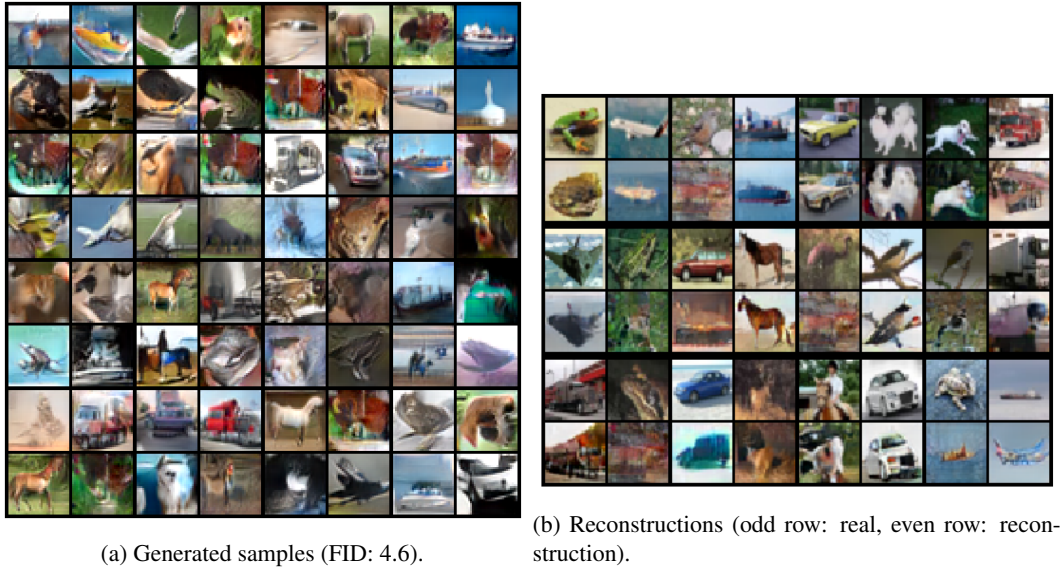 (a) Generated samples (FID: 4.6).
(b) Reconstructions (odd row: real, even row: recon-
struction).